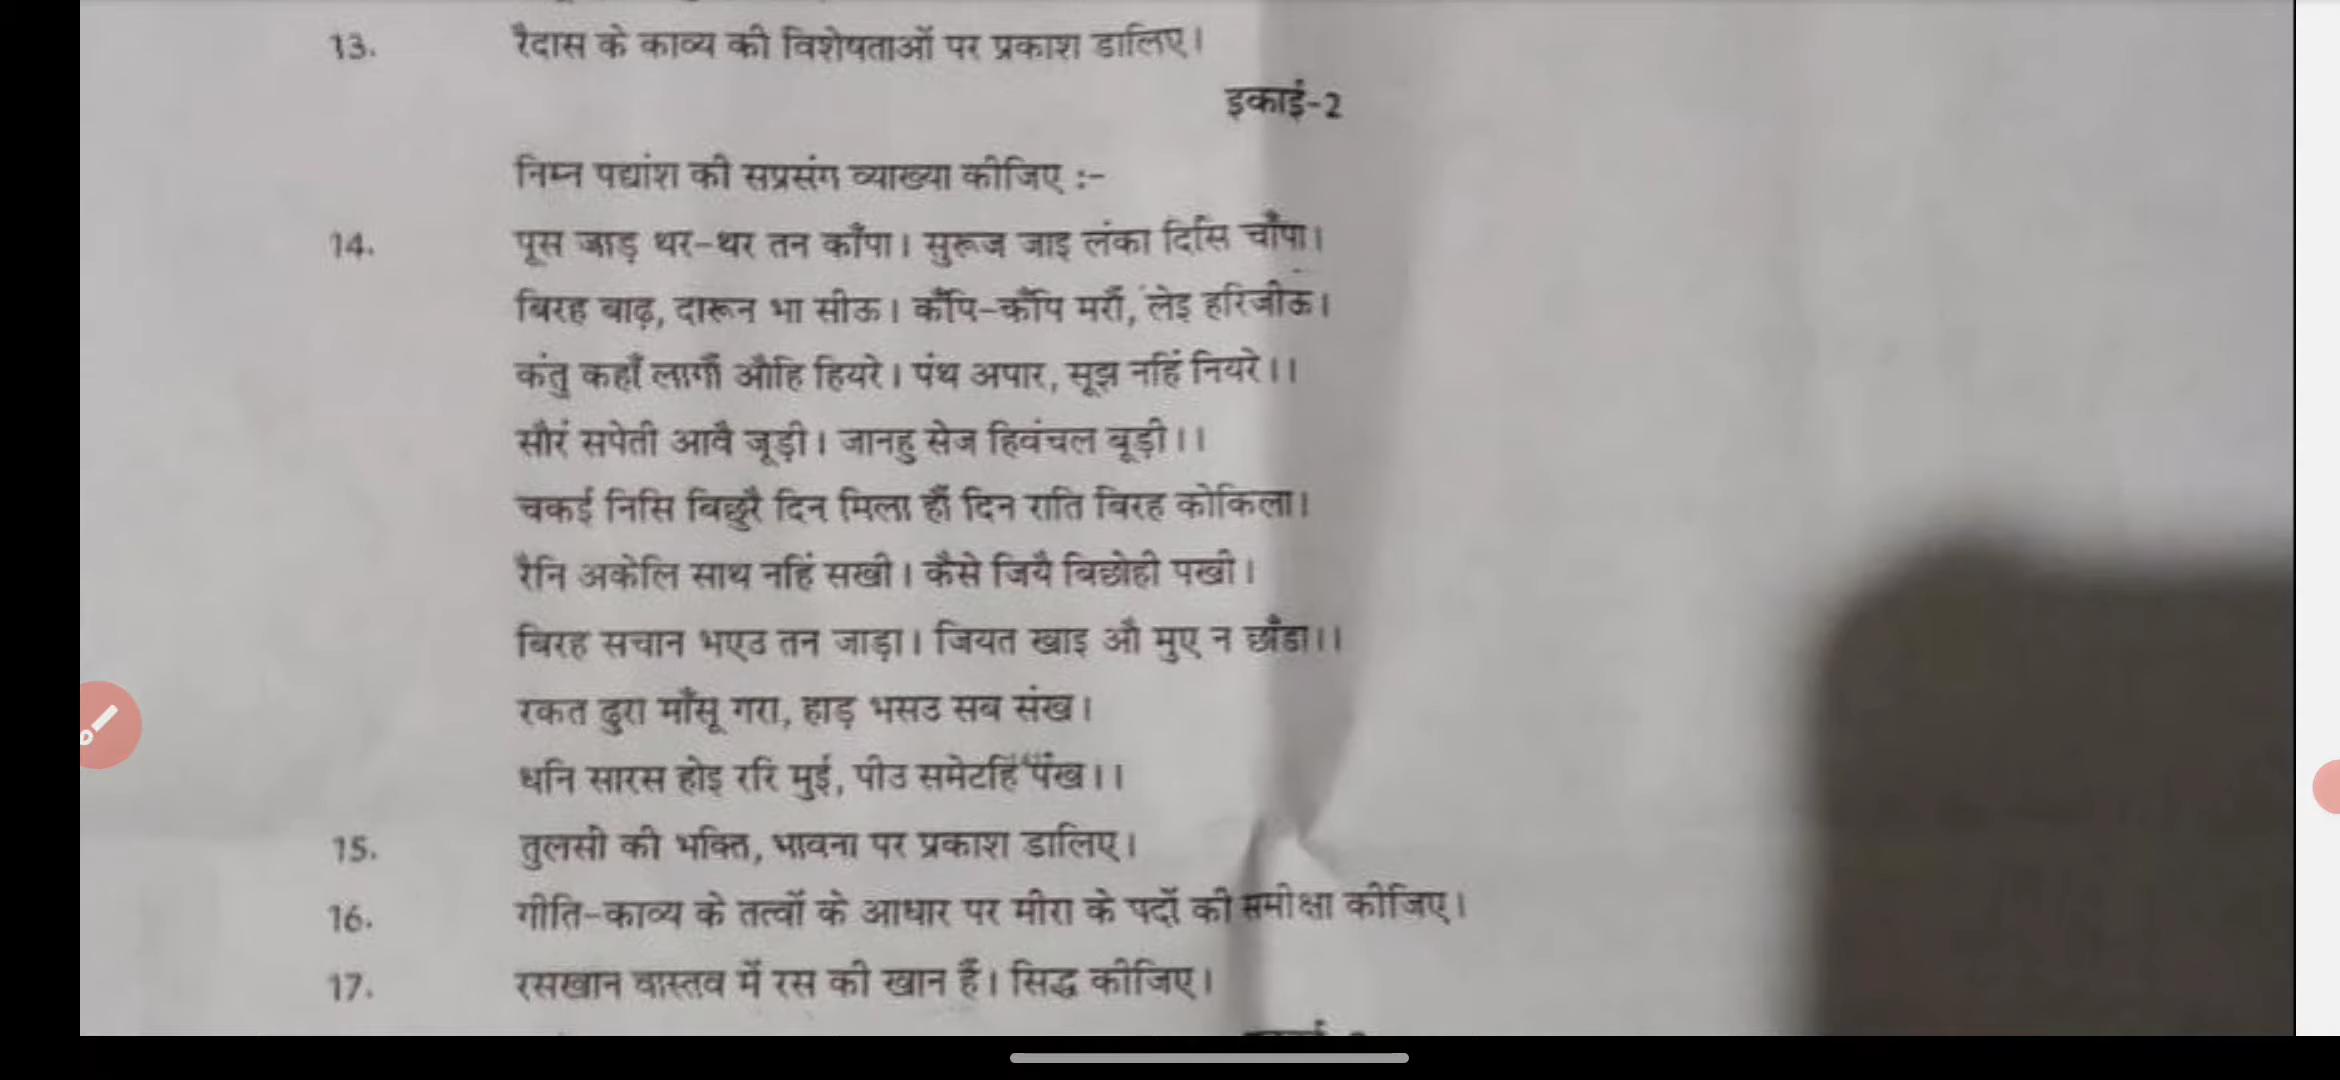 13. रैदास के काव्य की विशेषताओं पर प्रकाश डालिए।
इकाई-2
निम्न पद्यांश की सप्रसंग व्याख्या कीजिए :-
14. पूस जाड़ थर-थर तन काँपा। सुरूज जाइ लंका दिसि चाँपा।
बिरह बाढ़, दारून भा सीऊ। कँपि-कँपि मरौं, लेइ हरिजीऊ।
कंतु कहाँ लागौं औहि हियरे। पंथ अपार, सूझ नहिं नियरे।।
सौरं सपेती आवै जूड़ी। जानहु सेज हिवंचल बूड़ी।।
चकई निसि बिछुरै दिन मिला हौं दिन राति बिरह कोकिला।
रैनि अकेलि साथ नहिं सखी। कैसे जियै बिछोही पखी।
बिरह सचान भएउ तन जाड़ा। जियत खाइ औ मुए न छाँडा।।
रकत ढुरा माँसू गरा, हाड़ भसउ सब संख।
धनि सारस होइ ररि मुई, पीउ समेटहिं पंख।।
15. तुलसी की भक्ति, भावना पर प्रकाश डालिए।
16. गीति-काव्य के तत्वों के आधार पर मीरा के पदों की समीक्षा कीजिए।
17. रसखान वास्तव में रस की खान हैं। सिद्ध कीजिए।